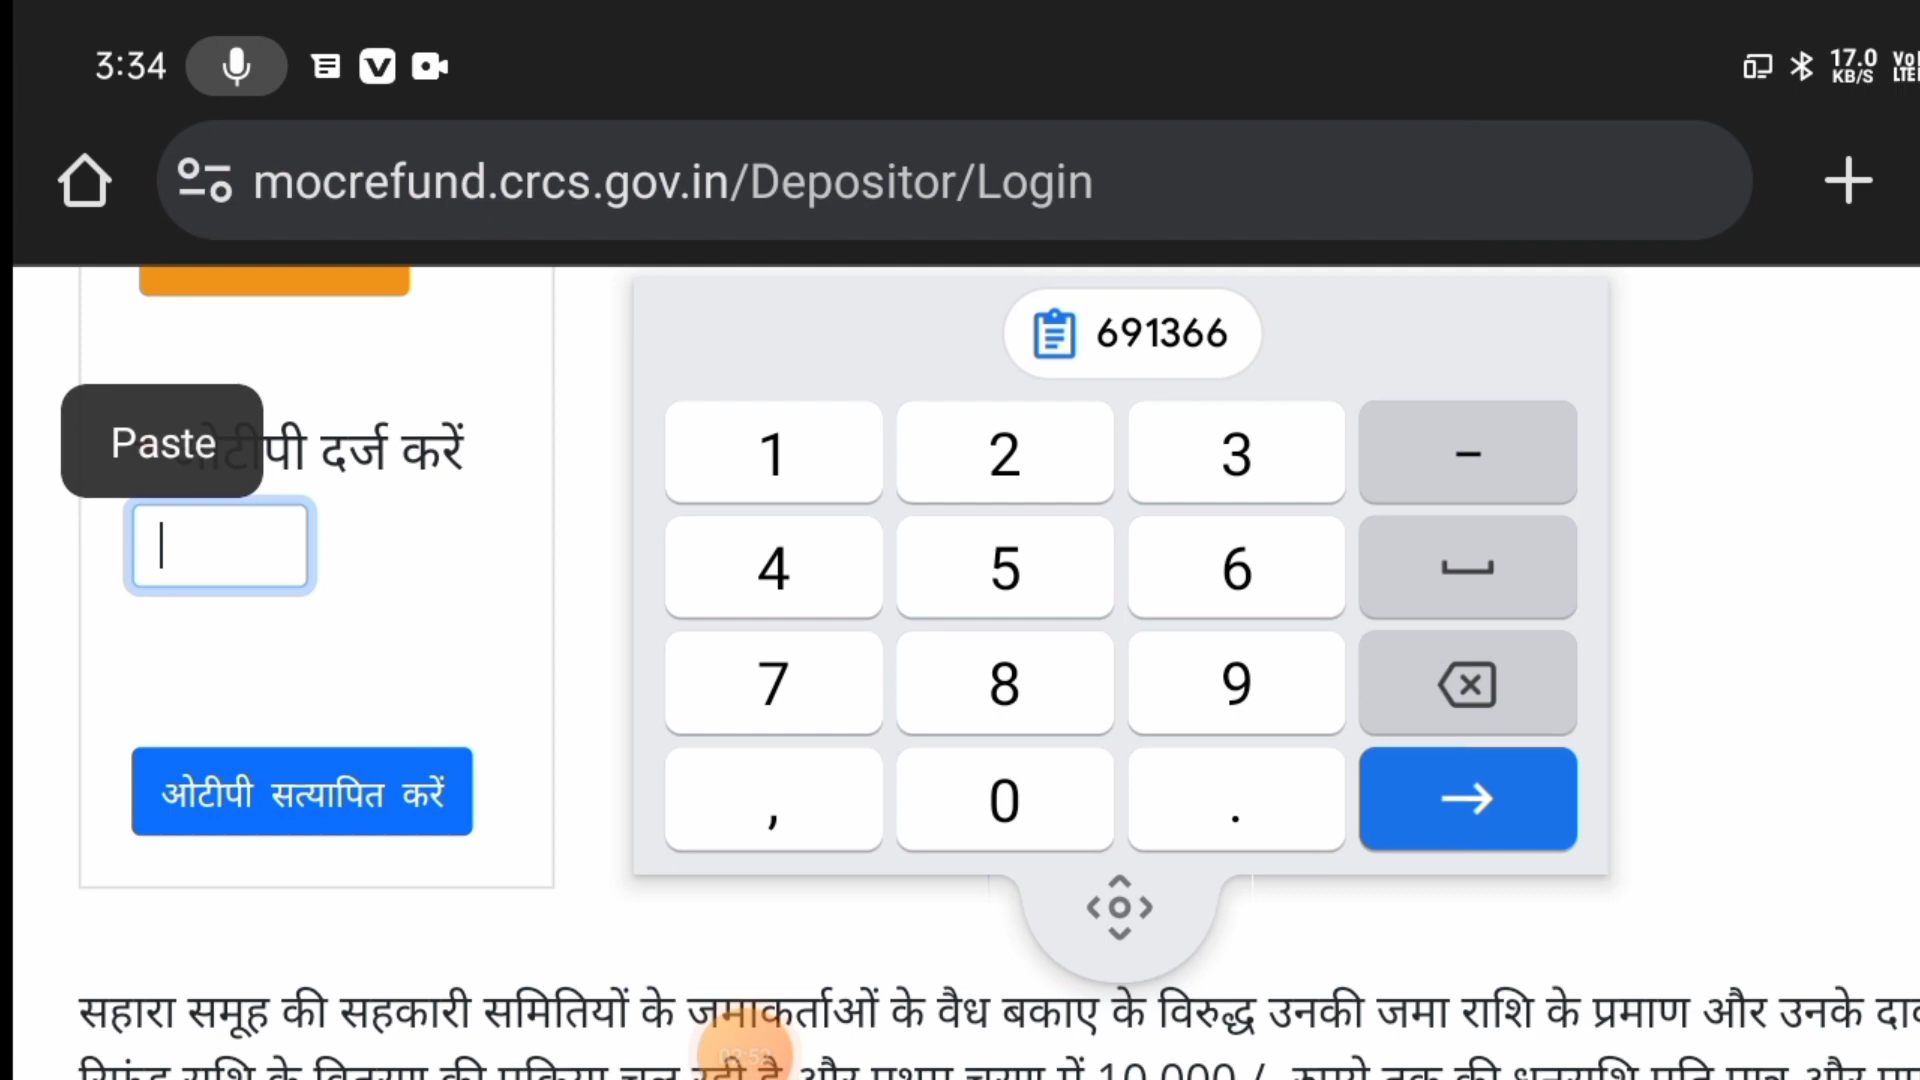 3:34 17.0 KB/S VoLTE
mocrefund.crcs.gov.in/Depositor/Login
691366
Paste
पी दर्ज करें
1 2 3 -
4 5 6
7 8 9
, 0 .
ओटीपी सत्यापित करें
सहारा समूह की सहकारी समितियों के जमाकर्ताओं के वैध बकाए के विरुद्ध उनकी जमा राशि के प्रमाण और उनके